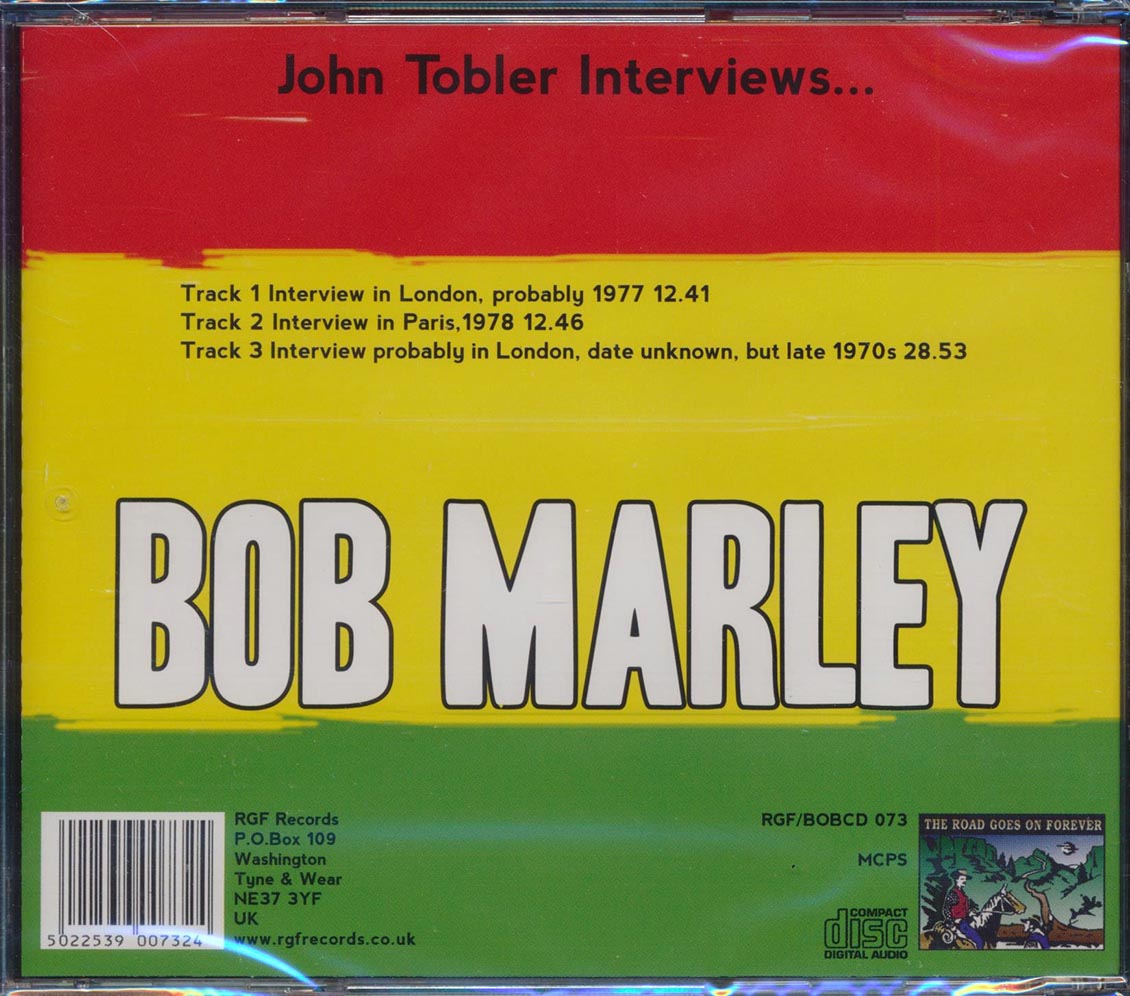 John Tobler Interviews...
Track 1 Interview in London, probably 1977 12.41
Track 2 Interview in Paris,1978 12.46
Track 3 Interview probably in London, date unknown, but late 1970s 28.53
BOB MARLEY
5022539 007324
RGF Records
P.O.Box 109
Washington
Tyne & Wear
NE37 3YF
UK
www.rgfrecords.co.uk
RGF/BOBCD 073
MCPS
COMPACT
disc
DIGITAL AUDIO
THE ROAD GOES ON FOREVER